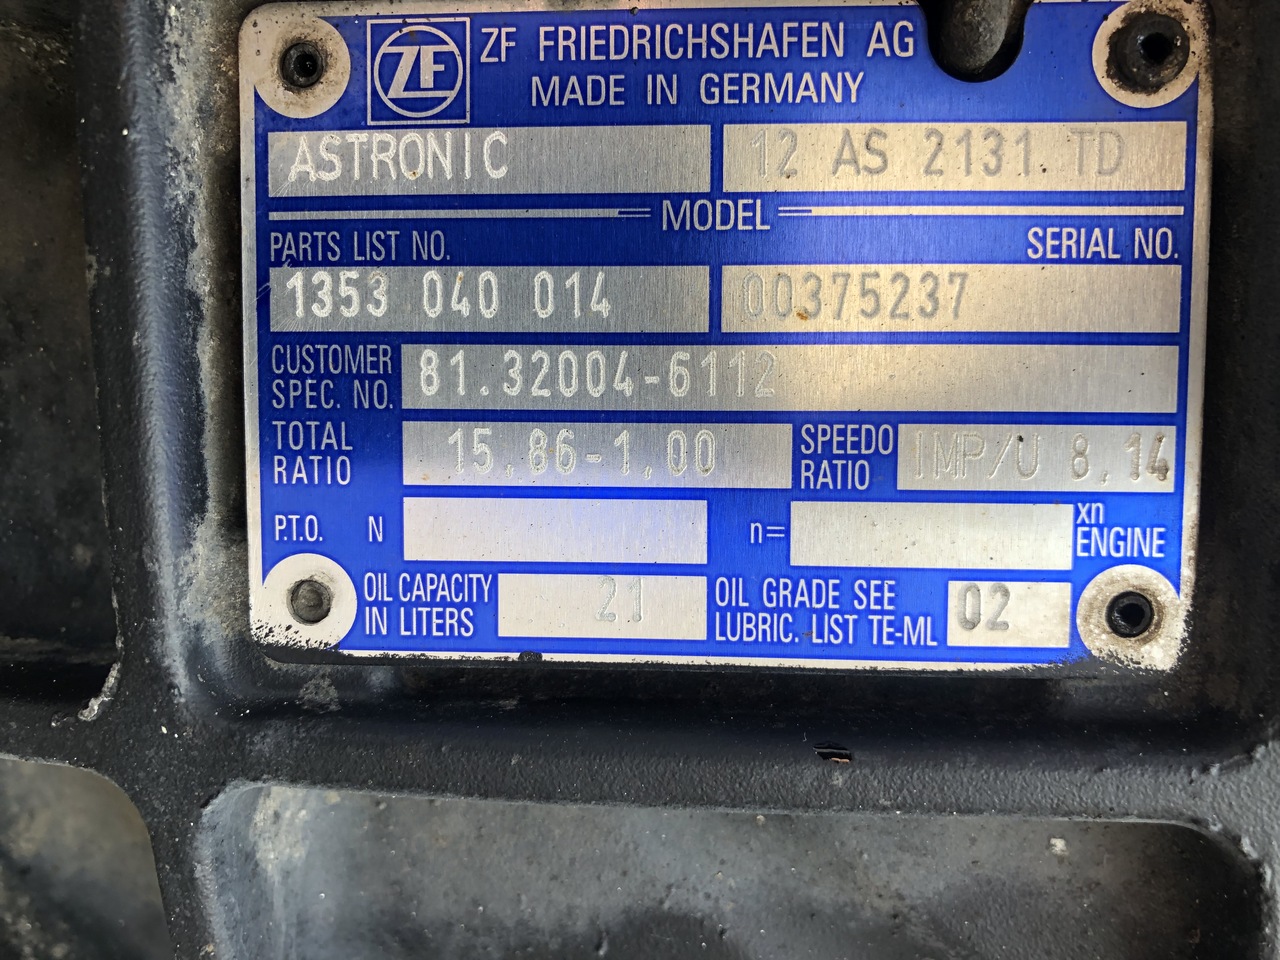 ZF ZF FRIEDRICHSHAFEN AG
MADE IN GERMANY
ASTRONIC 12 AS 2131 TD
MODEL
PARTS LIST NO. SERIAL NO.
1353 040 014 00375237
CUSTOMER SPEC. NO. 81.32004-6112
TOTAL RATIO 15,86-1,00 SPEEDO RATIO IMP/U 8,14
P.T.O. N n= xn ENGINE
OIL CAPACITY IN LITERS 21 OIL GRADE SEE LUBRIC. LIST TE-ML 02